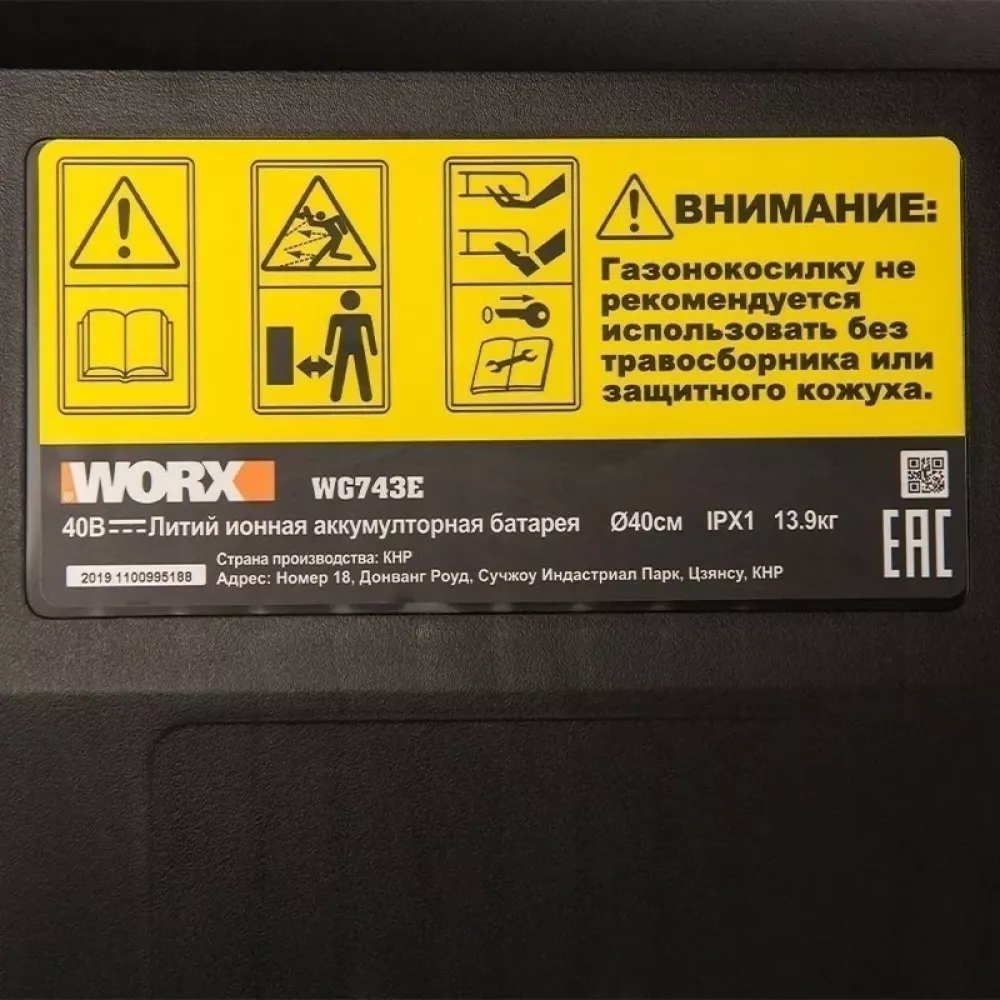 ВНИМАНИЕ:
Газонокосилку не
рекомендуется
использовать без
травосборника или
защитного кожуха.
WORX WG743E
40В Литий ионная аккумулторная батарея Ø40см IPX1 13.9кг
EAC
Страна производства: КНР
2019 1100995188
Адрес: Номер 18, Донванг Роуд, Сучжоу Индастриал Парк, Цзянсу, КНР